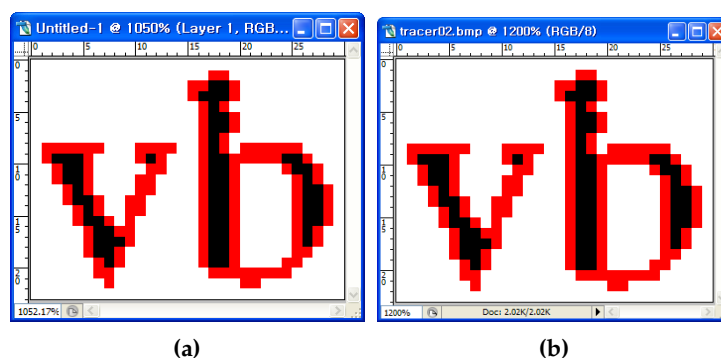 Untitled-1 @ 1050% (Layer 1, RGB...
0 5 10 15 20 25
0
5
10
15
20
vb
1052.17%
(a)
tracer02.bmp @ 1200% (RGB/8)
0 5 10 15 20 25
0
5
10
15
20
vb
1200% Doc: 2.02K/2.02K
(b)